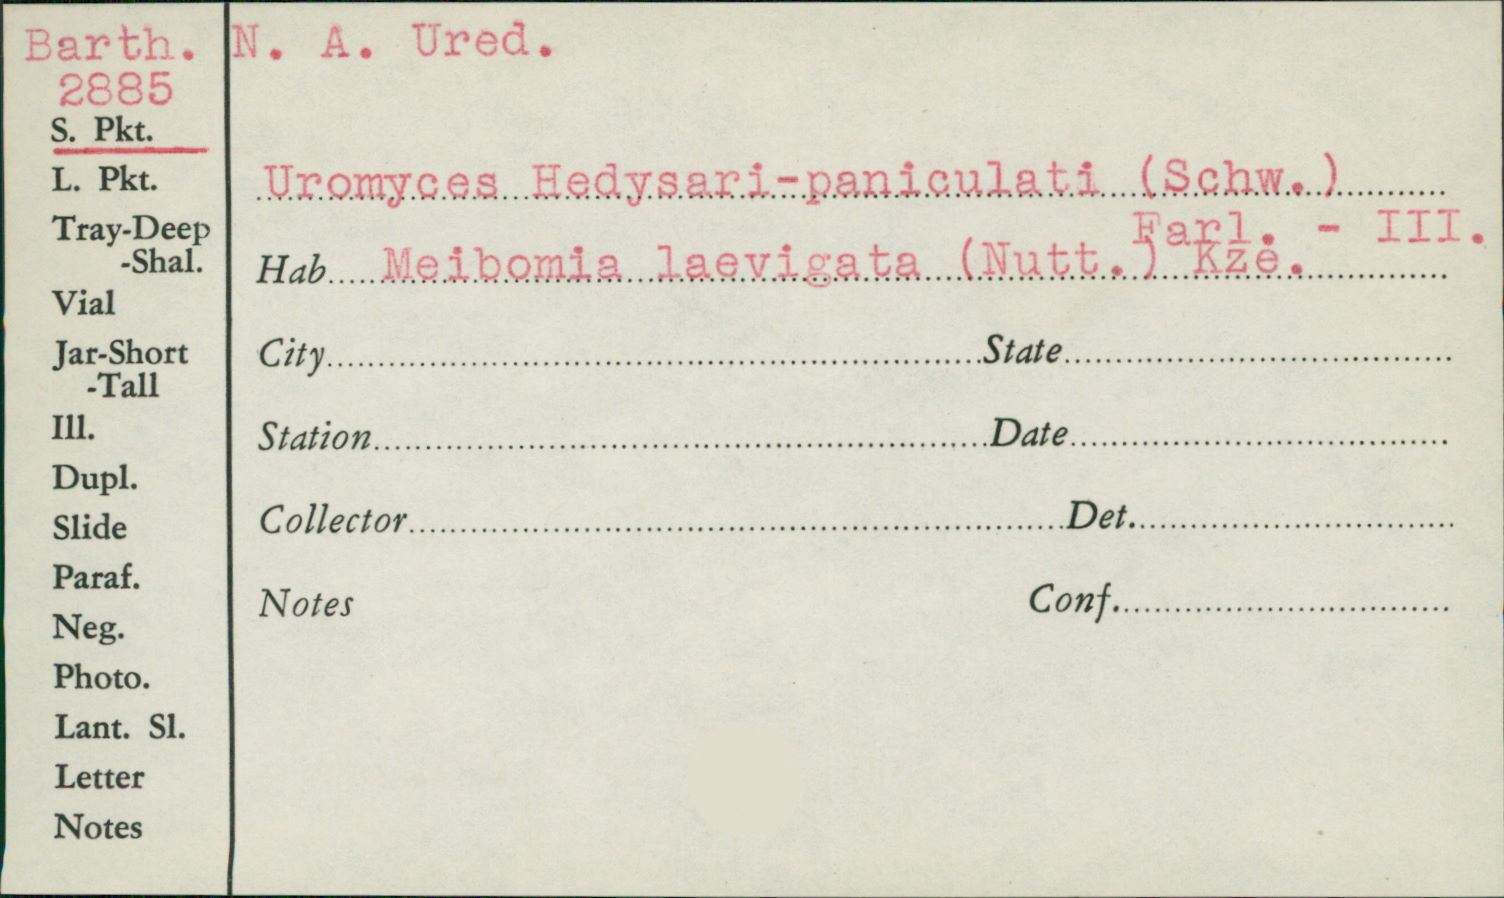 Barth. N. A. Ured.
2885
S. Pkt.
L. Pkt.
Tray-Deep
-Shal.
Vial
Jar-Short
-Tall
Ill.
Dupl.
Slide
Paraf.
Neg.
Photo.
Lant. Sl.
Letter
Notes
Uromyces Hedysari-paniculati (Schw.)
Farl. - III.
Hab. Meibomia laevigata (Nutt.) Kze.
City State
Station Date
Collector Det.
Notes Conf.